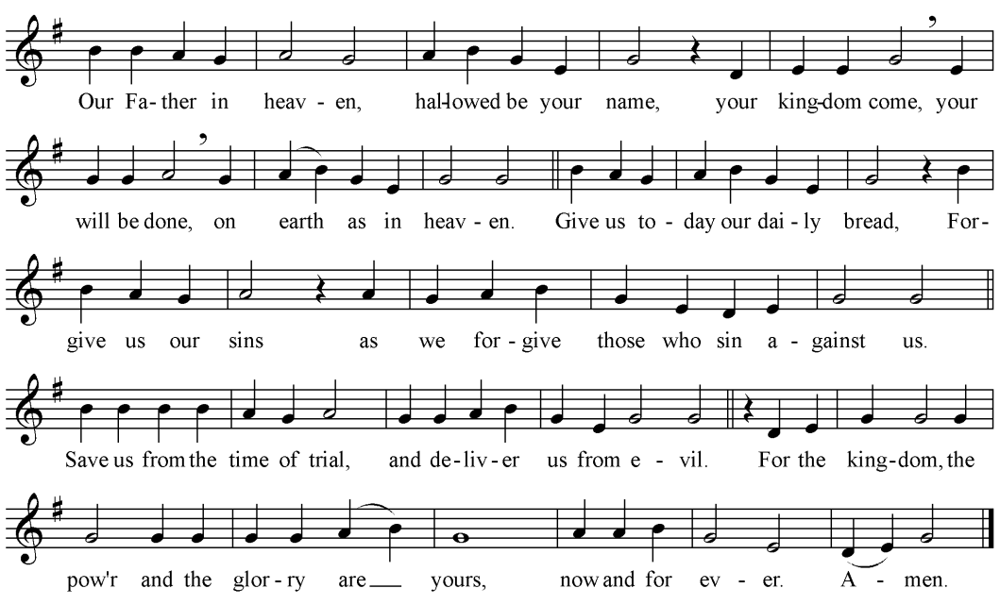 Our Fa - ther in heav - en, hal-lowed be your name, your king-dom come, your
will be done, on earth as in heav - en. Give us to - day our dai - ly bread, For-
give us our sins as we for - give those who sin a - gainst us.
Save us from the time of trial, and de - liv - er us from e - vil. For the king-dom, the
pow'r and the glor - ry are yours, now and for ev - er. A - men.